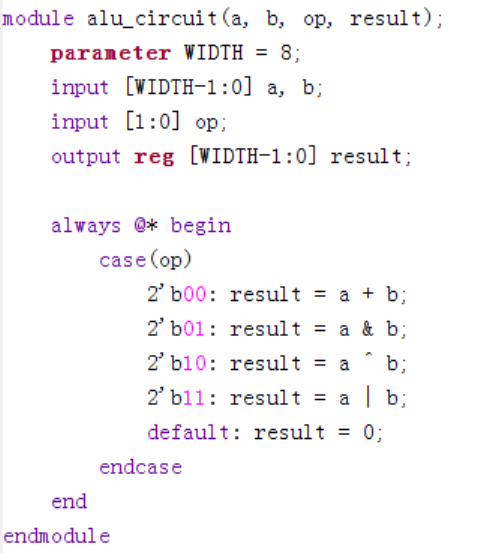 module alu_circuit(a, b, op, result);
    parameter WIDTH = 8;
    input [WIDTH-1:0] a, b;
    input [1:0] op;
    output reg [WIDTH-1:0] result;

    always @* begin
        case(op)
            2'b00: result = a + b;
            2'b01: result = a & b;
            2'b10: result = a ^ b;
            2'b11: result = a | b;
            default: result = 0;
        endcase
    end
endmodule